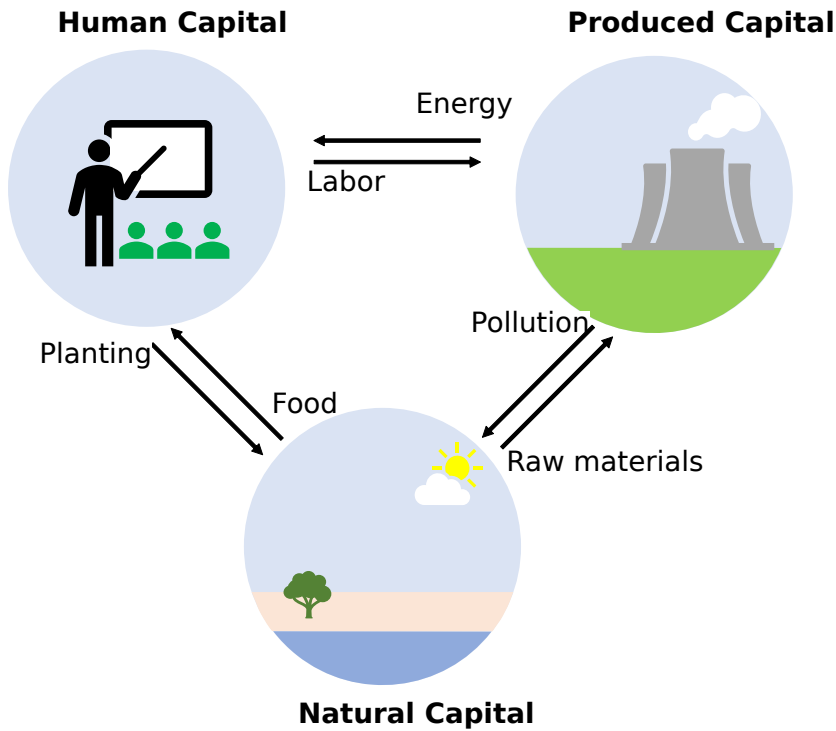 Human Capital
Produced Capital
Energy
Labor
Pollution
Planting
Food
Raw materials
Natural Capital